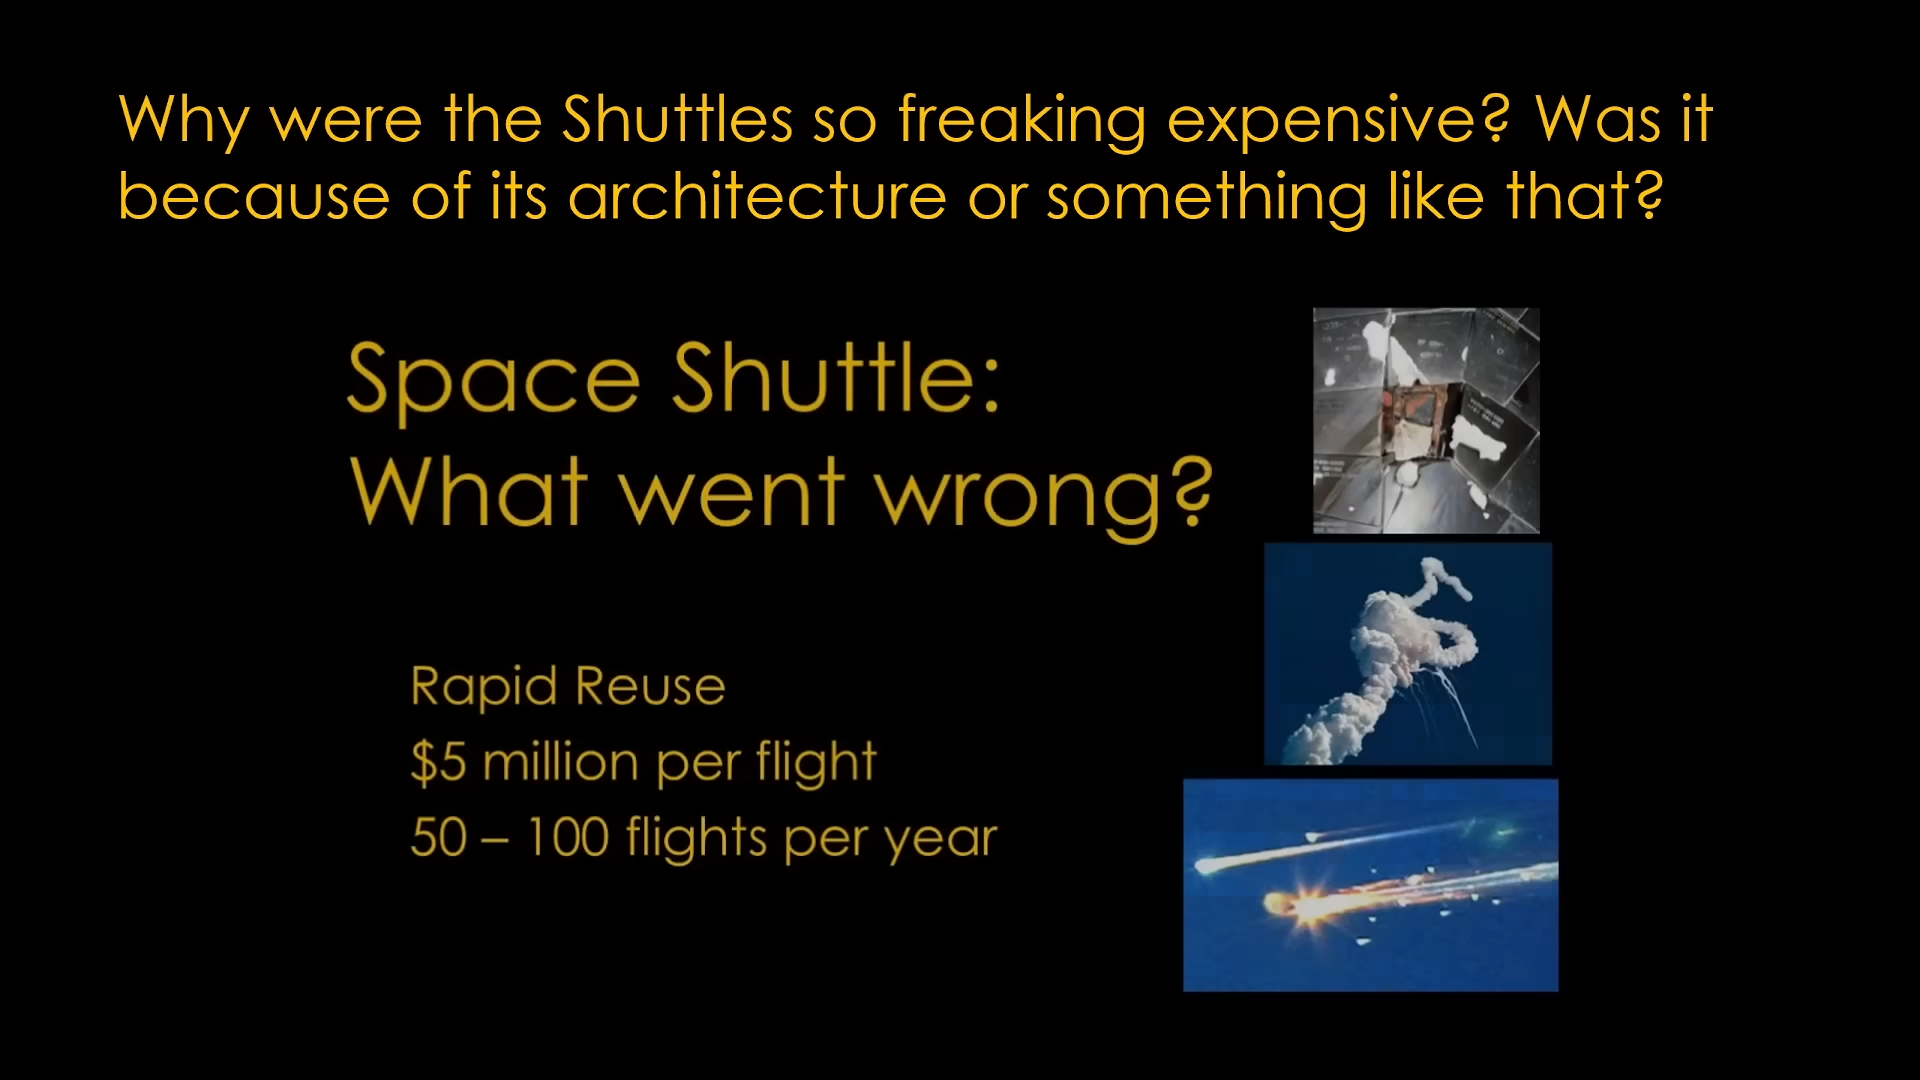 Why were the Shuttles so freaking expensive? Was it
because of its architecture or something like that?
Space Shuttle:
What went wrong?
Rapid Reuse
$5 million per flight
50 – 100 flights per year